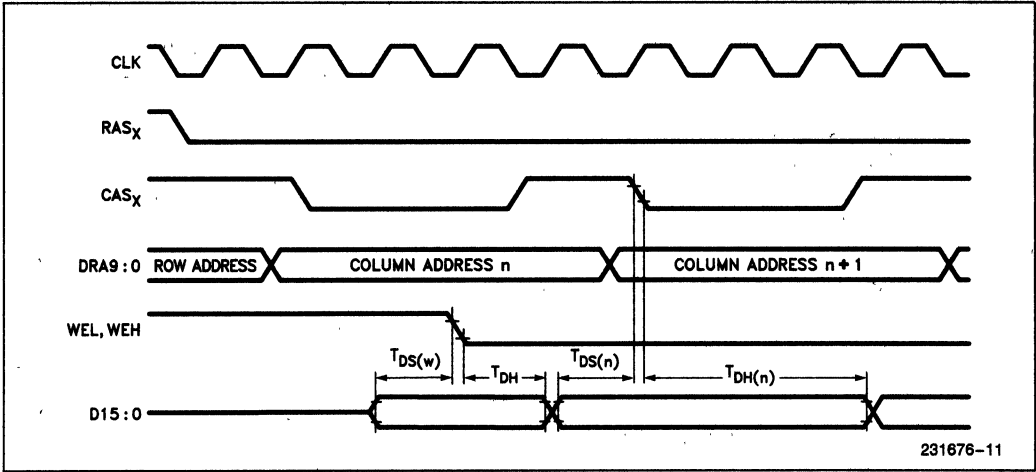 CLK
RASX
CASX
DRA9:0 ROW ADDRESS COLUMN ADDRESS n COLUMN ADDRESS n+1
WEL, WEH
TDS(w) TDH TDS(n) TDH(n)
D15:0
231676-11